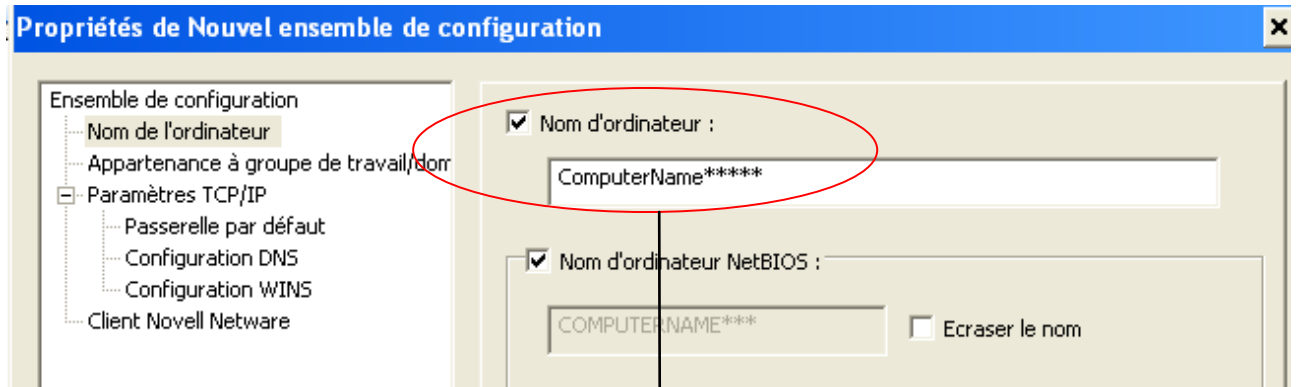 Propriétés de Nouvel ensemble de configuration
Ensemble de configuration
Nom de l'ordinateur
Appartenance à groupe de travail/dom
Paramètres TCP/IP
Passerelle par défaut
Configuration DNS
Configuration WINS
Client Novell Netware
Nom d'ordinateur :
ComputerName*****
Nom d'ordinateur NetBIOS :
COMPUTERNAME***
Ecraser le nom